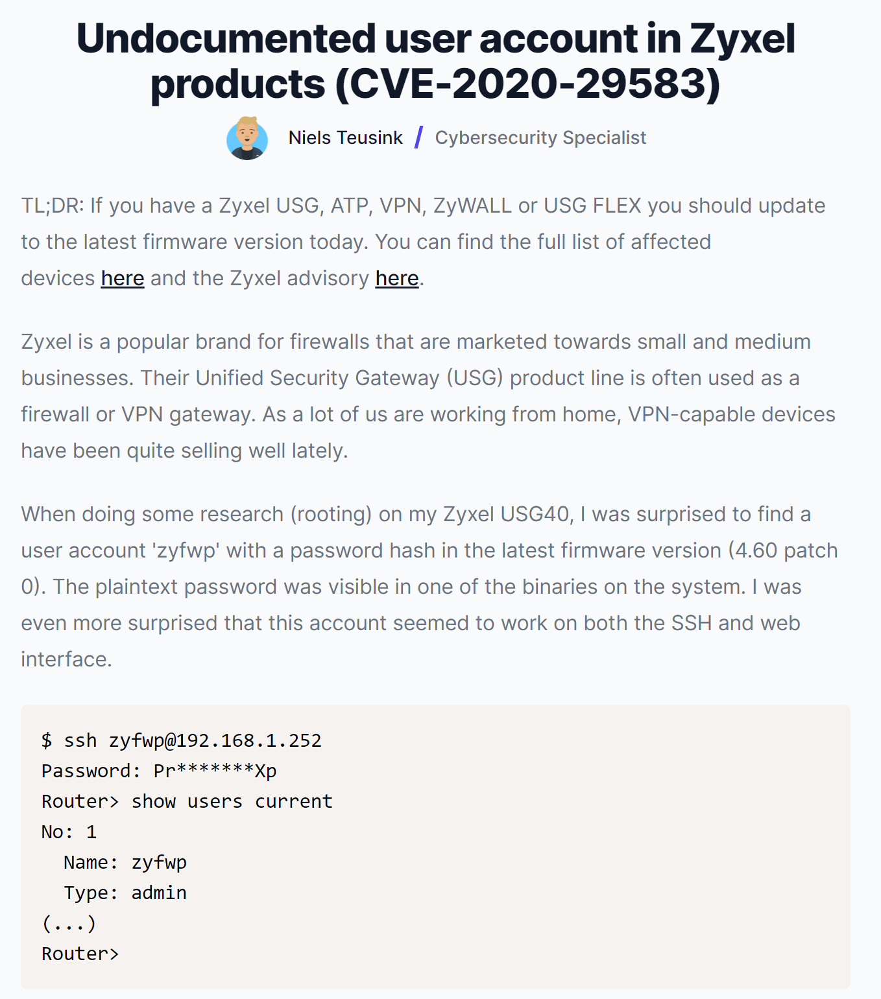 Undocumented user account in Zyxel
products (CVE-2020-29583)
Niels Teusink / Cybersecurity Specialist
TL;DR: If you have a Zyxel USG, ATP, VPN, ZyWALL or USG FLEX you should update
to the latest firmware version today. You can find the full list of affected
devices here and the Zyxel advisory here.
Zyxel is a popular brand for firewalls that are marketed towards small and medium
businesses. Their Unified Security Gateway (USG) product line is often used as a
firewall or VPN gateway. As a lot of us are working from home, VPN-capable devices
have been quite selling well lately.
When doing some research (rooting) on my Zyxel USG40, I was surprised to find a
user account 'zyfwp' with a password hash in the latest firmware version (4.60 patch
0). The plaintext password was visible in one of the binaries on the system. I was
even more surprised that this account seemed to work on both the SSH and web
interface.
$ ssh zyfwp@192.168.1.252
Password: Pr*******Xp
Router> show users current
No: 1
  Name: zyfwp
  Type: admin
(...)
Router>